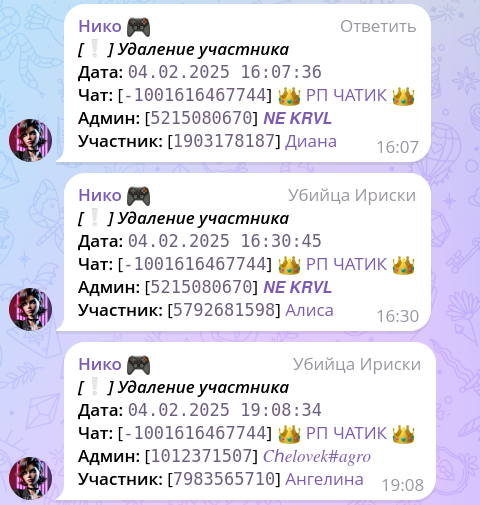 Нико 🎮 Ответить
[❕] Удаление участника
Дата: 04.02.2025 16:07:36
Чат: [-1001616467744] 👑 РП ЧАТИК 👑
Админ: [5215080670] NE KRVL
Участник: [1903178187] Диана
16:07
Нико 🎮 Убийца Ириски
[❕] Удаление участника
Дата: 04.02.2025 16:30:45
Чат: [-1001616467744] 👑 РП ЧАТИК 👑
Админ: [5215080670] NE KRVL
Участник: [5792681598] Алиса
16:30
Нико 🎮 Убийца Ириски
[❕] Удаление участника
Дата: 04.02.2025 19:08:34
Чат: [-1001616467744] 👑 РП ЧАТИК 👑
Админ: [1012371507] Chelovek#agro
Участник: [7983565710] Ангелина
19:08